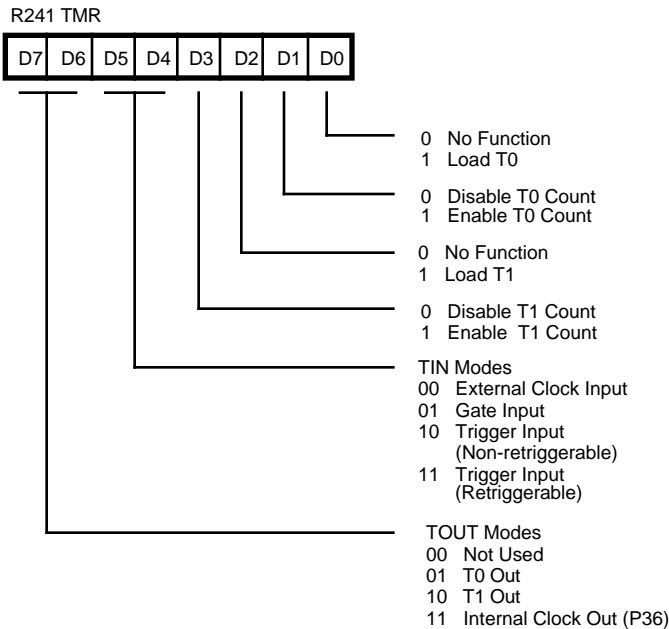 R241 TMR
D7 D6 D5 D4 D3 D2 D1 D0
0 No Function
1 Load T0
0 Disable T0 Count
1 Enable T0 Count
0 No Function
1 Load T1
0 Disable T1 Count
1 Enable T1 Count
TIN Modes
00 External Clock Input
01 Gate Input
10 Trigger Input
(Non-retriggerable)
11 Trigger Input
(Retriggerable)
TOUT Modes
00 Not Used
01 T0 Out
10 T1 Out
11 Internal Clock Out (P36)